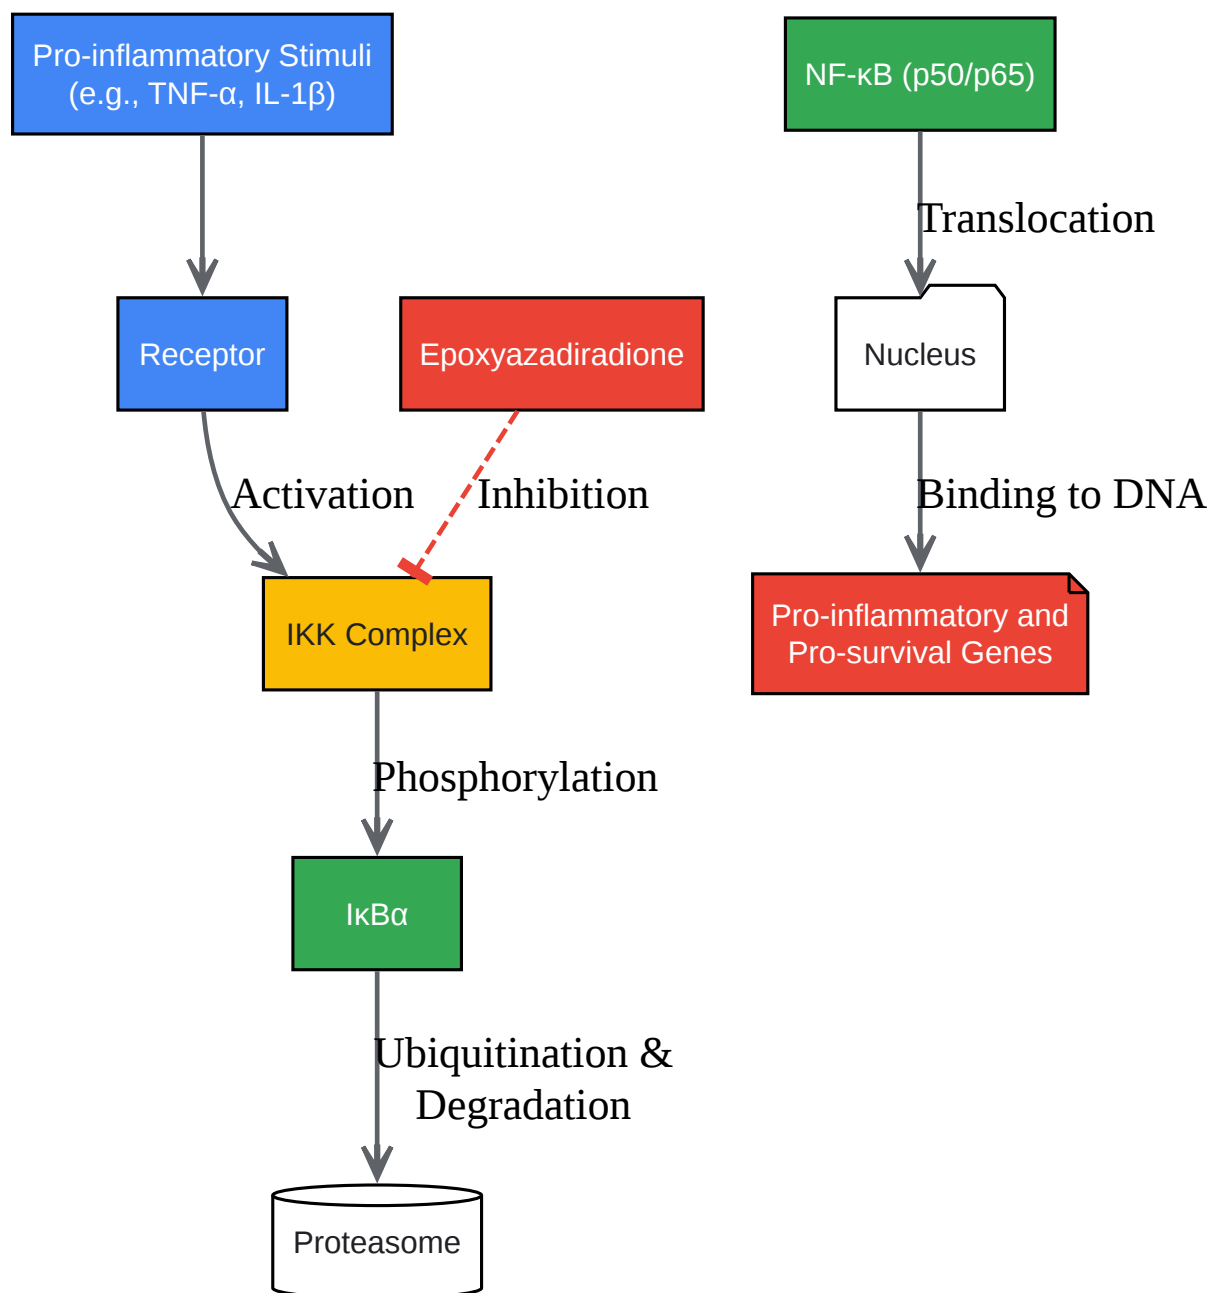 Pro-inflammatory Stimuli
(e.g., TNF-α, IL-1β)
Receptor
Epoxyazadiradione
Activation
Inhibition
IKK Complex
Phosphorylation
IκBα
Ubiquitination &
Degradation
Proteasome
NF-κB (p50/p65)
Translocation
Nucleus
Binding to DNA
Pro-inflammatory and
Pro-survival Genes